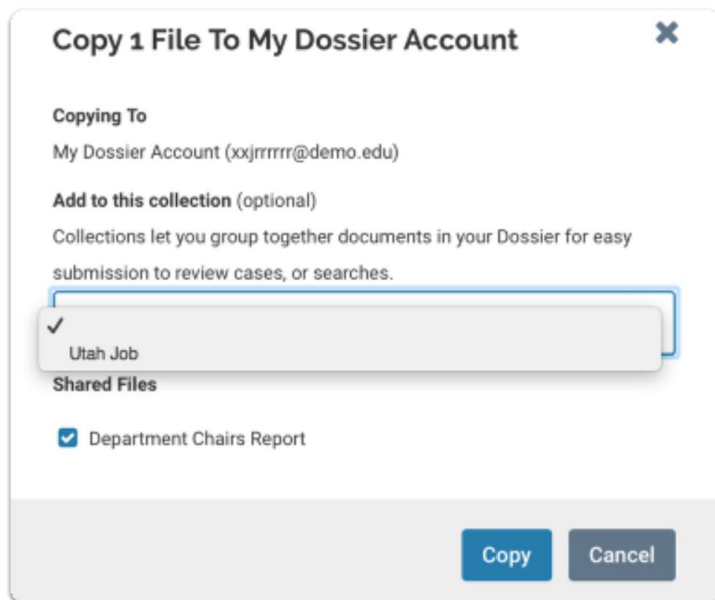 Copy 1 File To My Dossier Account
Copying To
My Dossier Account (xxjrrrrrr@demo.edu)
Add to this collection (optional)
Collections let you group together documents in your Dossier for easy
submission to review cases, or searches.
Utah Job
Shared Files
Department Chairs Report
Copy
Cancel